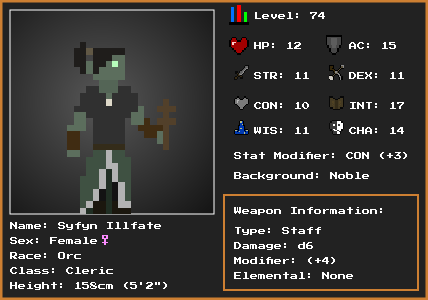 Level: 74
HP: 12 AC: 15
STR: 11 DEX: 11
CON: 10 INT: 17
WIS: 11 CHA: 14
Stat Modifier: CON (+3)
Background: Noble
Weapon Information:
Type: Staff
Damage: d6
Modifier: (+4)
Elemental: None
Name: Syfyn Illfate
Sex: Female♀
Race: Orc
Class: Cleric
Height: 158cm (5'2")